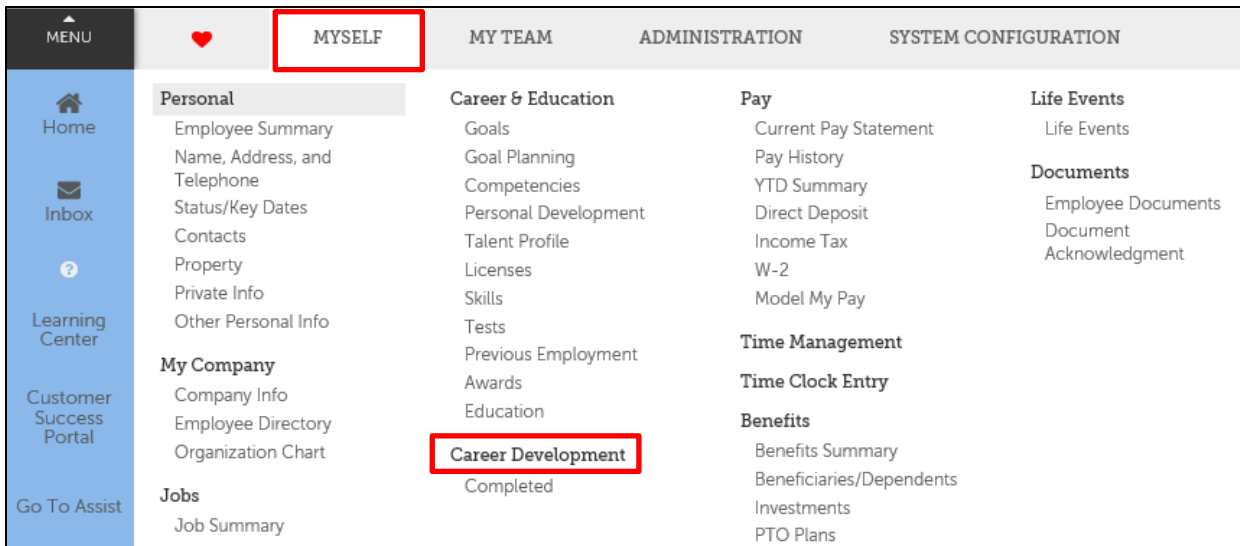 MENU
MYSELF
MY TEAM
ADMINISTRATION
SYSTEM CONFIGURATION
Home
Inbox
?
Learning
Center
Customer
Success
Portal
Go To Assist
Personal
Employee Summary
Name, Address, and
Telephone
Status/Key Dates
Contacts
Property
Private Info
Other Personal Info
My Company
Company Info
Employee Directory
Organization Chart
Jobs
Job Summary
Career & Education
Goals
Goal Planning
Competencies
Personal Development
Talent Profile
Licenses
Skills
Tests
Previous Employment
Awards
Education
Career Development
Completed
Pay
Current Pay Statement
Pay History
YTD Summary
Direct Deposit
Income Tax
W-2
Model My Pay
Time Management
Time Clock Entry
Benefits
Benefits Summary
Beneficiaries/Dependents
Investments
PTO Plans
Life Events
Life Events
Documents
Employee Documents
Document
Acknowledgment